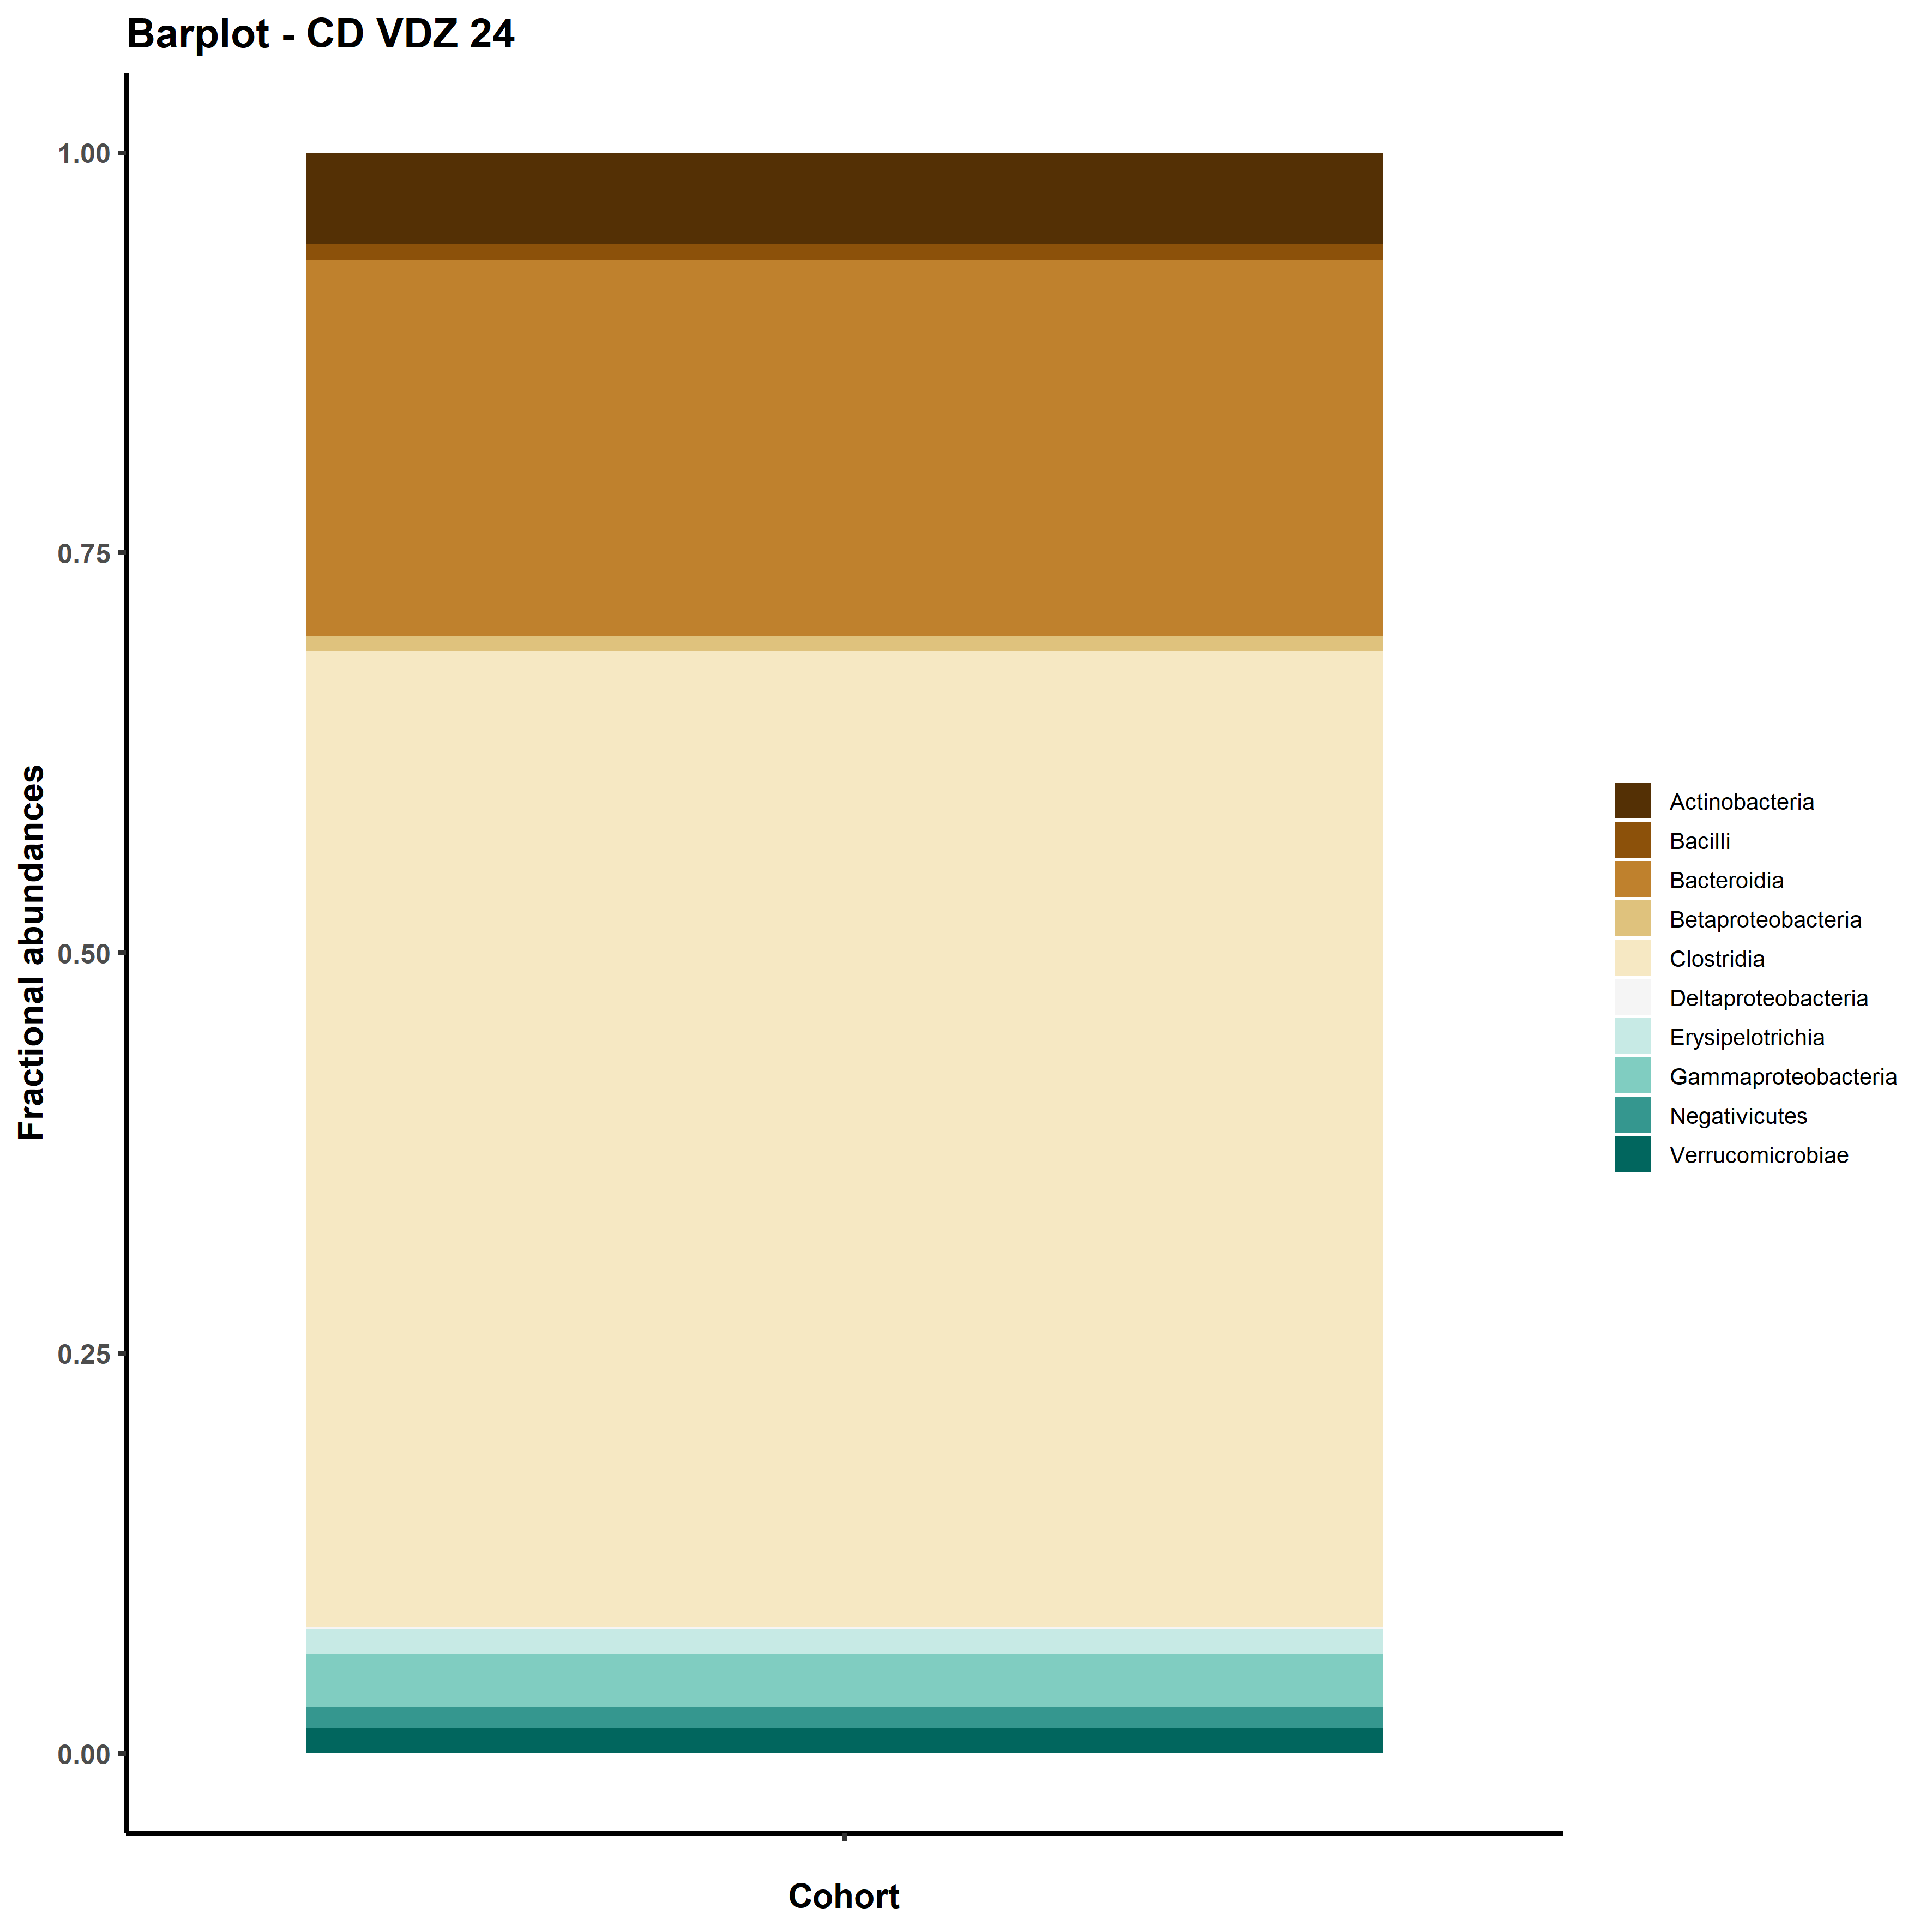 Barplot - CD VDZ 24
1.00
0.75
0.50
0.25
0.00
Fractional abundances
Cohort
Actinobacteria
Bacilli
Bacteroidia
Betaproteobacteria
Clostridia
Deltaproteobacteria
Erysipelotrichia
Gammaproteobacteria
Negativicutes
Verrucomicrobiae